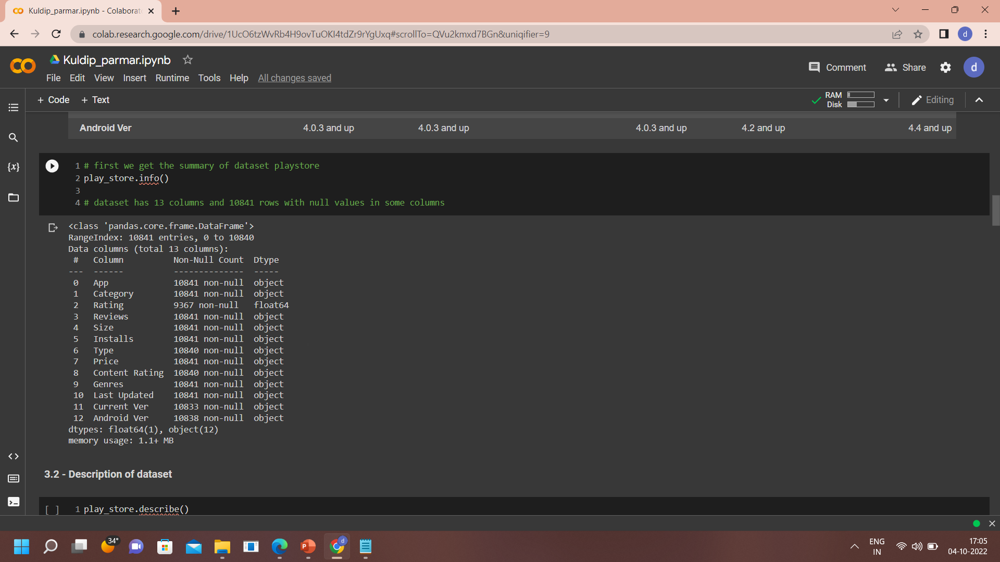 Kuldip_parmar.ipynb - Colaborat
colab.research.google.com/drive/1UcO6tzWvRb4H9ovTuOKI4tdZr9rYgUxq#scrollTo=QVu2kmxd7BGn&uniqifier=9
d
Kuldip_parmar.ipynb
File Edit View Insert Runtime Tools Help All changes saved
Comment Share d
+ Code + Text
RAM
Disk
Editing
Android Ver 4.0.3 and up 4.0.3 and up 4.0.3 and up 4.2 and up 4.4 and up
{x}
1 # first we get the summary of dataset playstore
2 play_store.info()
3
4 # dataset has 13 columns and 10841 rows with null values in some columns
<class 'pandas.core.frame.DataFrame'>
RangeIndex: 10841 entries, 0 to 10840
Data columns (total 13 columns):
# Column Non-Null Count Dtype
--- ------ -------------- -----
0 App 10841 non-null object
1 Category 10841 non-null object
2 Rating 9367 non-null float64
3 Reviews 10841 non-null object
4 Size 10841 non-null object
5 Installs 10841 non-null object
6 Type 10840 non-null object
7 Price 10841 non-null object
8 Content Rating 10840 non-null object
9 Genres 10841 non-null object
10 Last Updated 10841 non-null object
11 Current Ver 10833 non-null object
12 Android Ver 10838 non-null object
dtypes: float64(1), object(12)
memory usage: 1.1+ MB
3.2 - Description of dataset
[ ] 1 play_store.describe()
34°
P
d
ENG
IN
17:05
04-10-2022